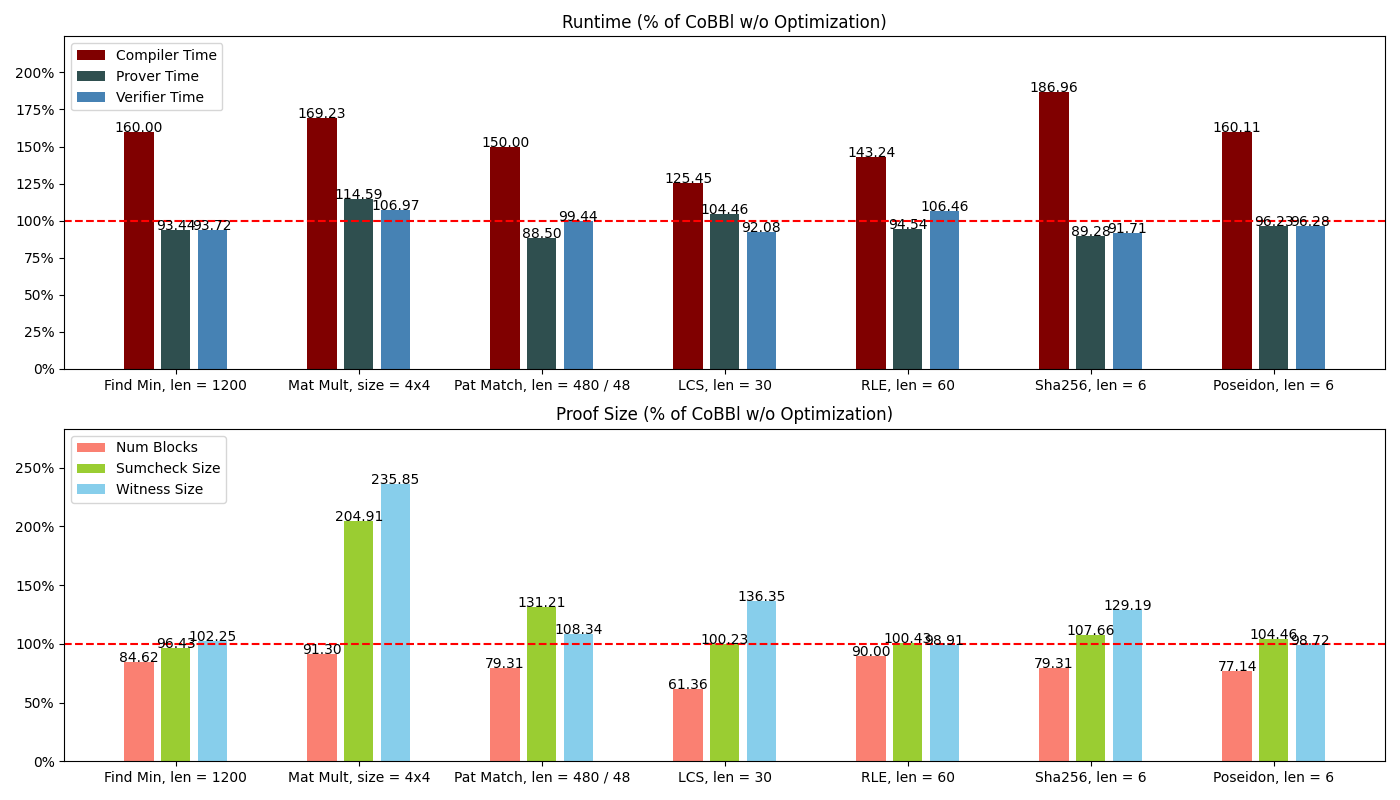 Runtime (% of CoBBl w/o Optimization)
Compiler Time
Prover Time
Verifier Time
200%
175%
150%
125%
100%
75%
50%
25%
0%
160.00
93.44
93.72
169.23
114.59
106.97
150.00
88.50
99.44
125.45
104.46
92.08
143.24
94.54
106.46
186.96
89.28
91.71
160.11
96.23
96.28
Find Min, len = 1200
Mat Mult, size = 4x4
Pat Match, len = 480 / 48
LCS, len = 30
RLE, len = 60
Sha256, len = 6
Poseidon, len = 6
Proof Size (% of CoBBl w/o Optimization)
Num Blocks
Sumcheck Size
Witness Size
250%
200%
150%
100%
50%
0%
84.62
96.43
102.25
91.30
204.91
235.85
79.31
131.21
108.34
61.36
100.23
136.35
90.00
100.43
98.91
79.31
107.66
129.19
77.14
104.46
98.72
Find Min, len = 1200
Mat Mult, size = 4x4
Pat Match, len = 480 / 48
LCS, len = 30
RLE, len = 60
Sha256, len = 6
Poseidon, len = 6